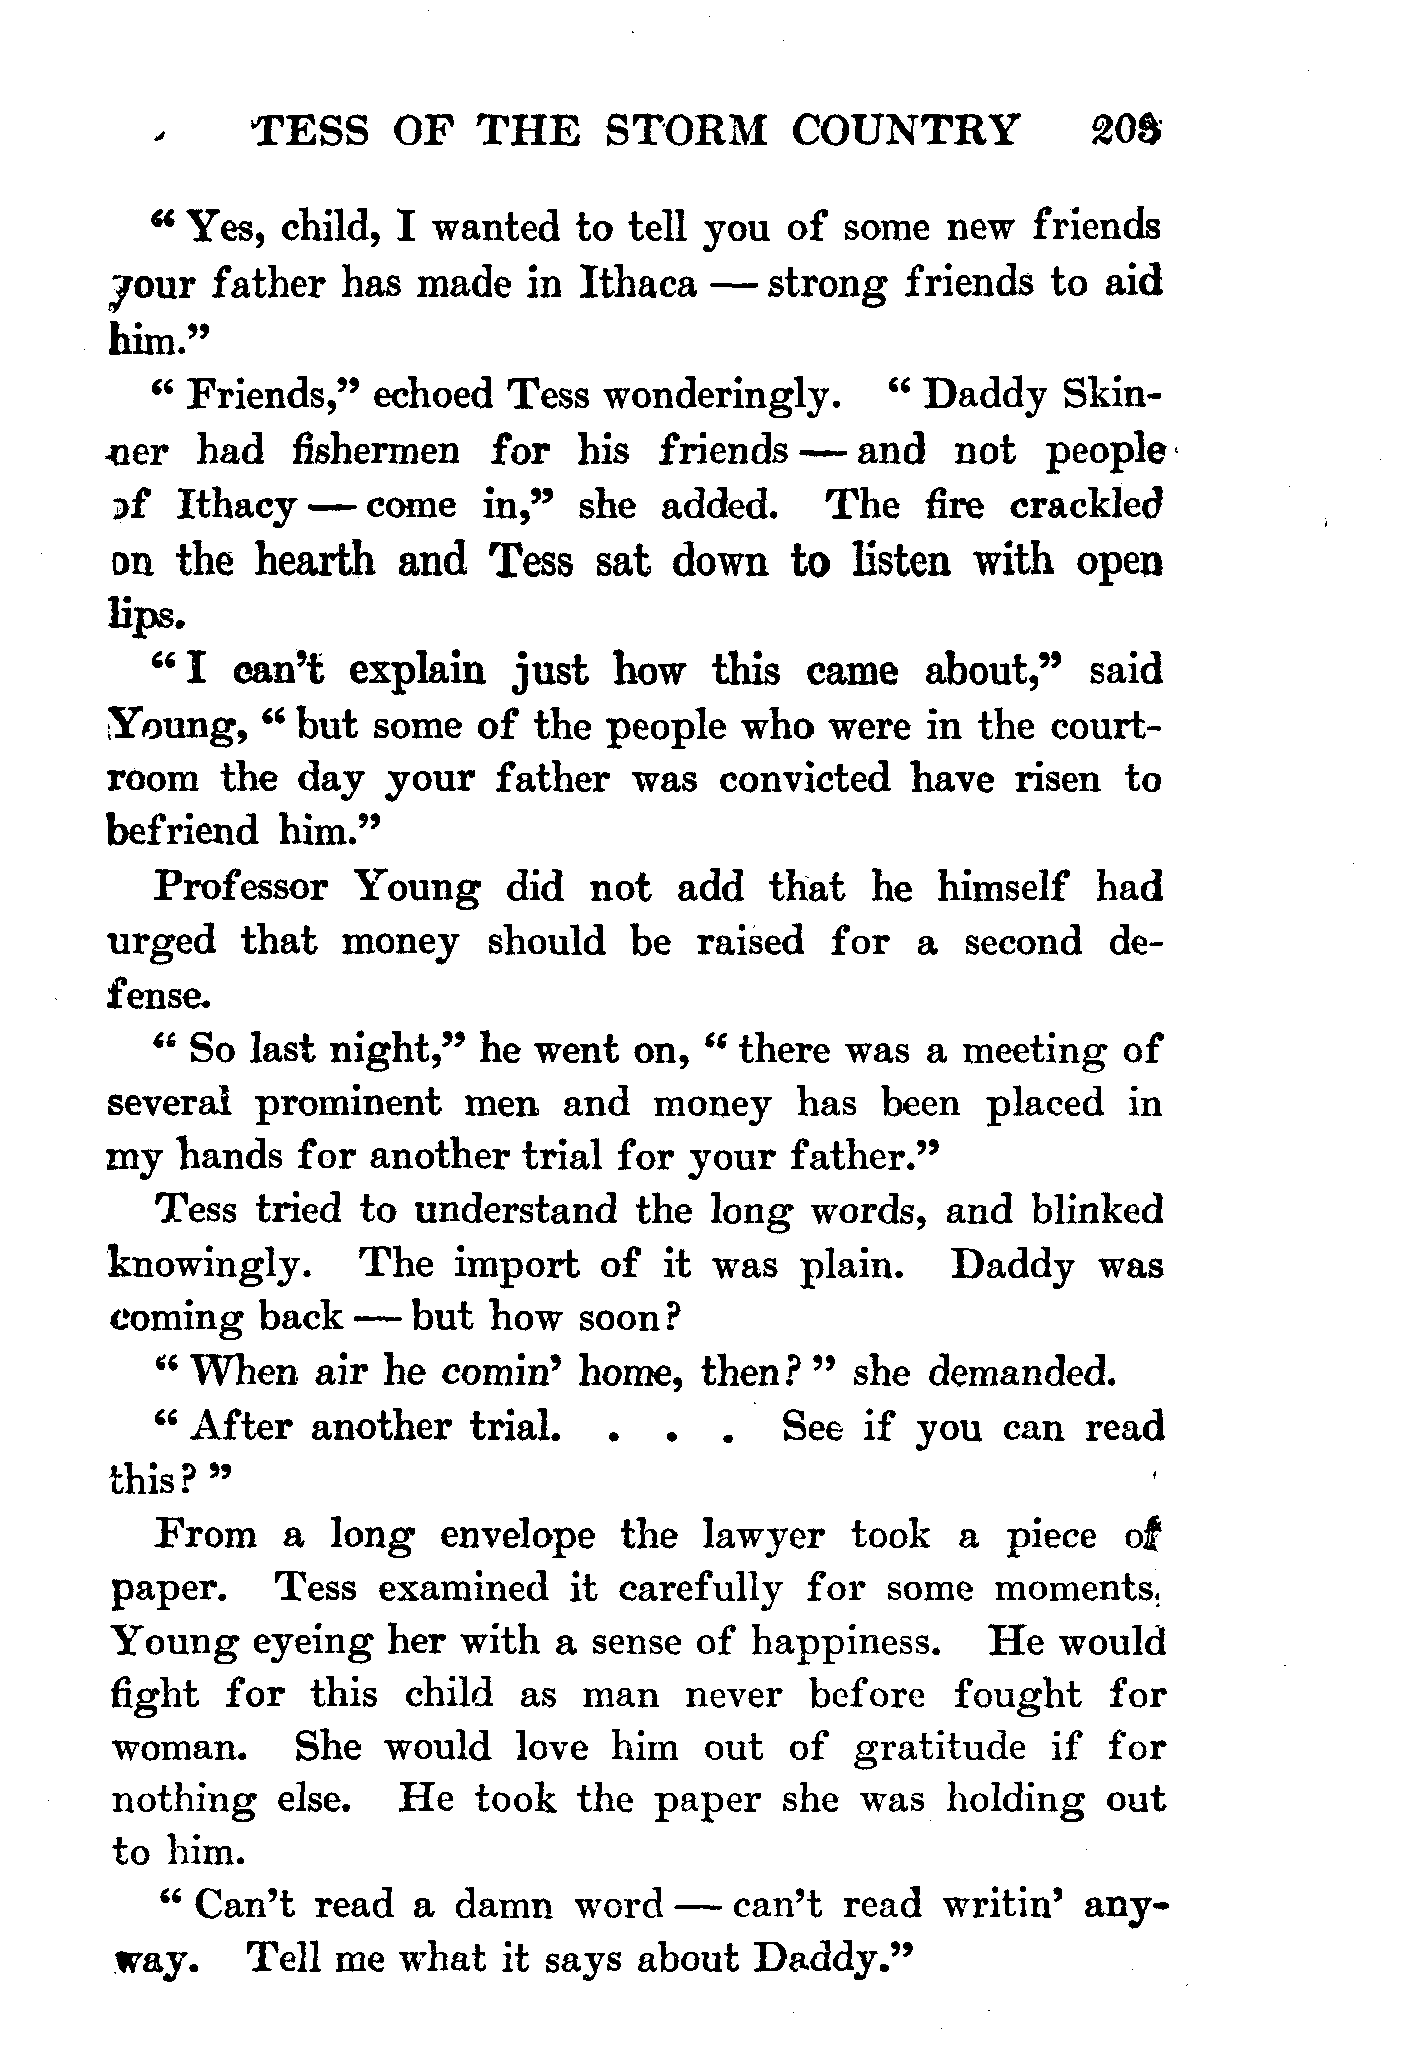 TESS OF THE STORM COUNTRY 203
“ Yes, child, I wanted to tell you of some new friends
your father has made in Ithaca — strong friends to aid
him.”
“ Friends,” echoed Tess wonderingly. “ Daddy Skin-
ner had fishermen for his friends — and not people
of Ithacy — come in,” she added. The fire crackled
on the hearth and Tess sat down to listen with open
lips.
“ I can’t explain just how this came about,” said
Young, “ but some of the people who were in the court-
room the day your father was convicted have risen to
befriend him.”
Professor Young did not add that he himself had
urged that money should be raised for a second de-
fense.
“ So last night,” he went on, “ there was a meeting of
several prominent men and money has been placed in
my hands for another trial for your father.”
Tess tried to understand the long words, and blinked
knowingly. The import of it was plain. Daddy was
coming back — but how soon?
“ When air he comin’ home, then? ” she demanded.
“ After another trial. . . . See if you can read
this? ”
From a long envelope the lawyer took a piece of
paper. Tess examined it carefully for some moments,
Young eyeing her with a sense of happiness. He would
fight for this child as man never before fought for
woman. She would love him out of gratitude if for
nothing else. He took the paper she was holding out
to him.
“ Can’t read a damn word — can’t read writin’ any-
way. Tell me what it says about Daddy.”